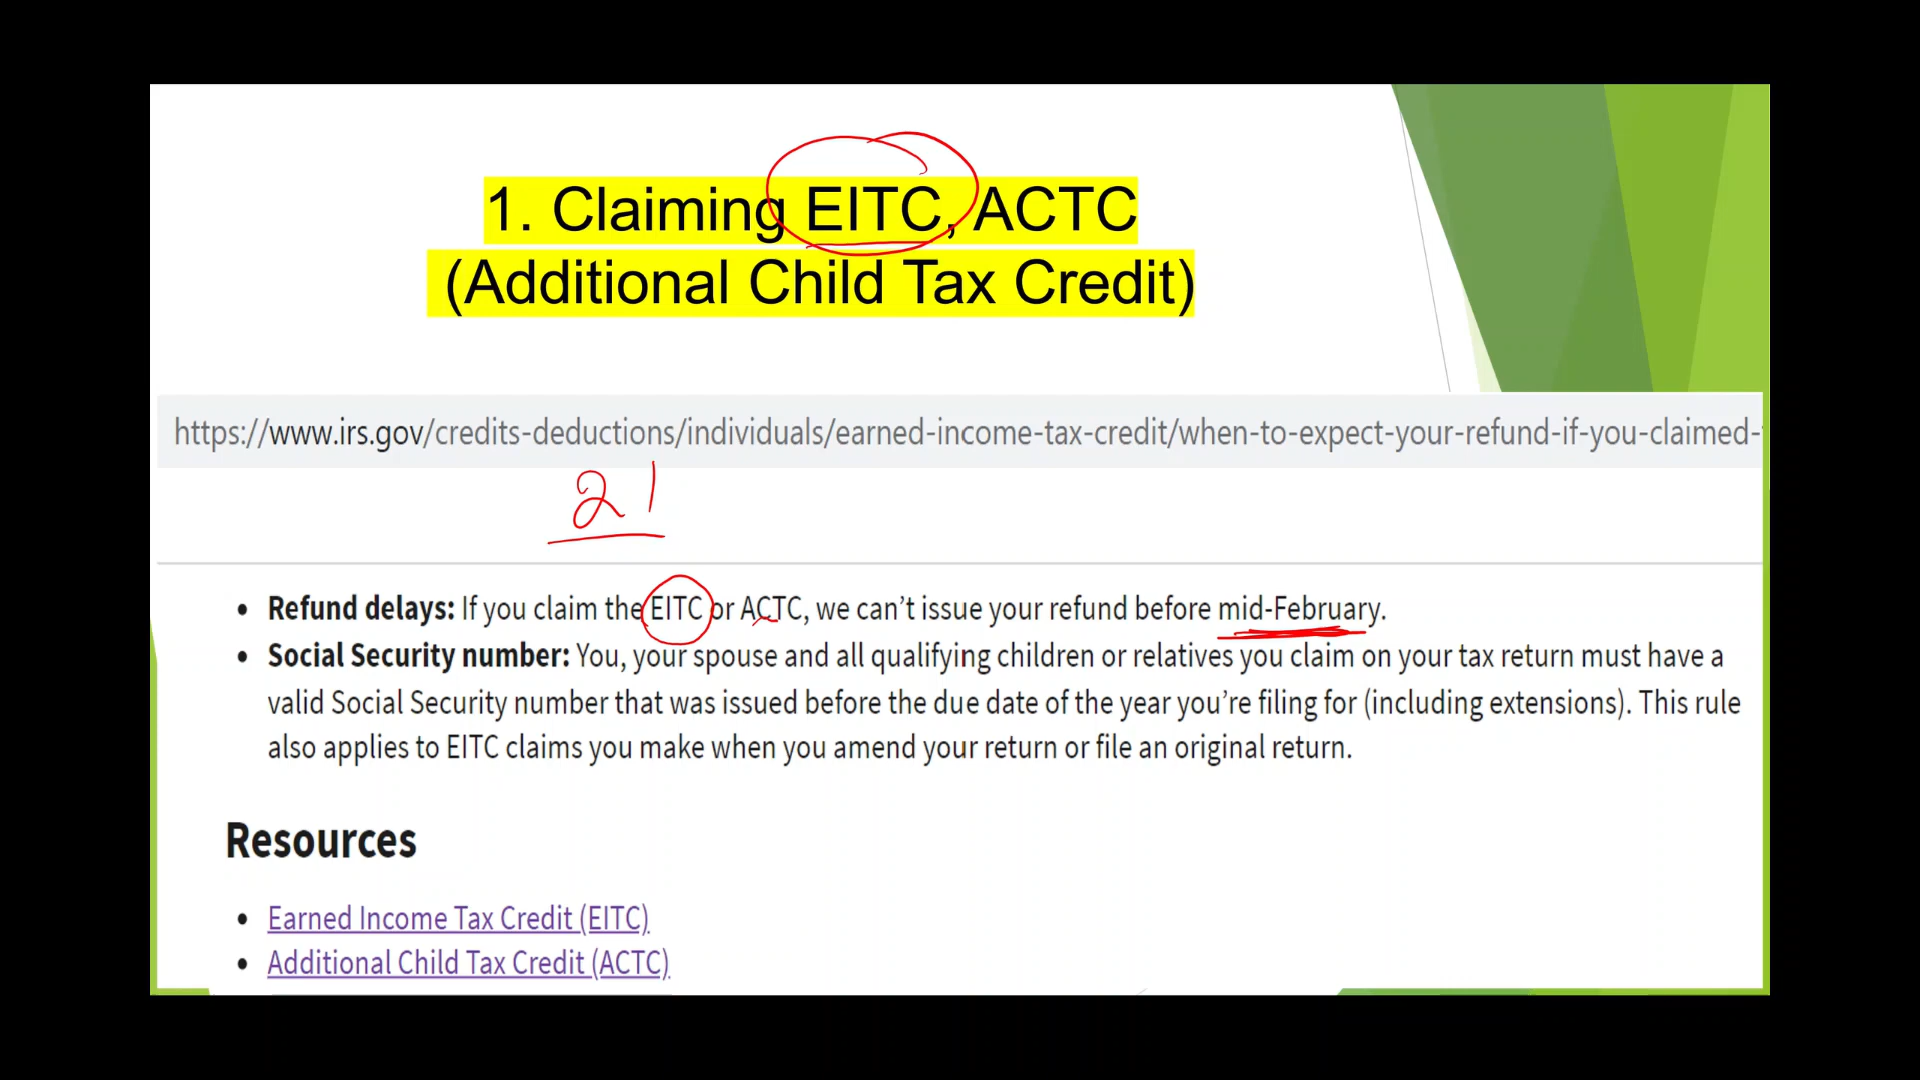 1. Claiming EITC, ACTC
(Additional Child Tax Credit)
https://www.irs.gov/credits-deductions/individuals/earned-income-tax-credit/when-to-expect-your-refund-if-you-claimed-
21
• Refund delays: If you claim the EITC or ACTC, we can’t issue your refund before mid-February.
• Social Security number: You, your spouse and all qualifying children or relatives you claim on your tax return must have a
valid Social Security number that was issued before the due date of the year you’re filing for (including extensions). This rule
also applies to EITC claims you make when you amend your return or file an original return.
Resources
• Earned Income Tax Credit (EITC)
• Additional Child Tax Credit (ACTC)